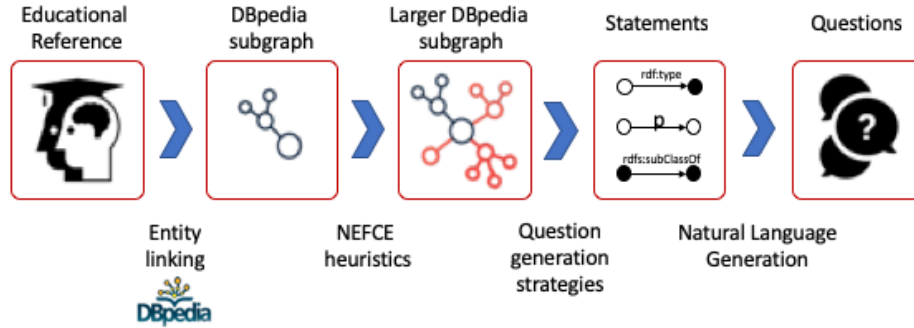 Educational
Reference
DBpedia
subgraph
Larger DBpedia
subgraph
Statements
Questions
rdf:type
p
rdfs:subClassOf
?
Entity
linking
DBpedia
NEFCE
heuristics
Question
generation
strategies
Natural Language
Generation